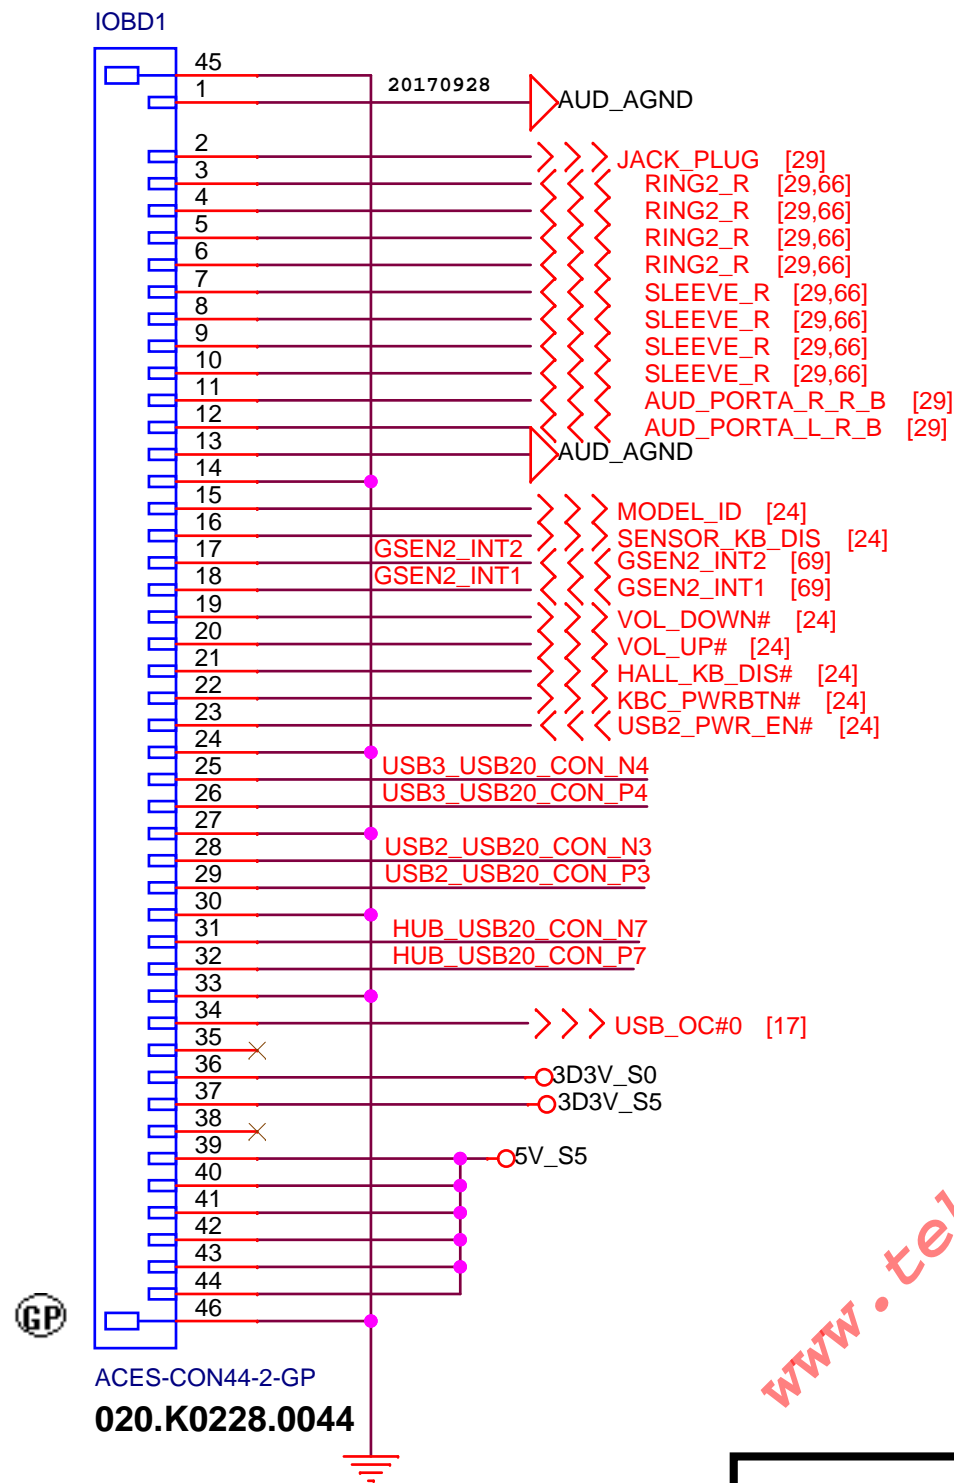 IOBD1
45
1 20170928 AUD_AGND
2 JACK_PLUG [29]
3 RING2_R [29,66]
4 RING2_R [29,66]
5 RING2_R [29,66]
6 RING2_R [29,66]
7 SLEEVE_R [29,66]
8 SLEEVE_R [29,66]
9 SLEEVE_R [29,66]
10 SLEEVE_R [29,66]
11 AUD_PORTA_R_R_B [29]
12 AUD_PORTA_L_R_B [29]
13 AUD_AGND
14
15 MODEL_ID [24]
16 SENSOR_KB_DIS [24]
17 GSEN2_INT2 GSEN2_INT2 [69]
18 GSEN2_INT1 GSEN2_INT1 [69]
19 VOL_DOWN# [24]
20 VOL_UP# [24]
21 HALL_KB_DIS# [24]
22 KBC_PWRBTN# [24]
23 USB2_PWR_EN# [24]
24
25 USB3_USB20_CON_N4
26 USB3_USB20_CON_P4
27
28 USB2_USB20_CON_N3
29 USB2_USB20_CON_P3
30
31 HUB_USB20_CON_N7
32 HUB_USB20_CON_P7
33
34 USB_OC#0 [17]
35
36 3D3V_S0
37 3D3V_S5
38
39 5V_S5
40
41
42
43
44
46
GP
ACES-CON44-2-GP
020.K0228.0044